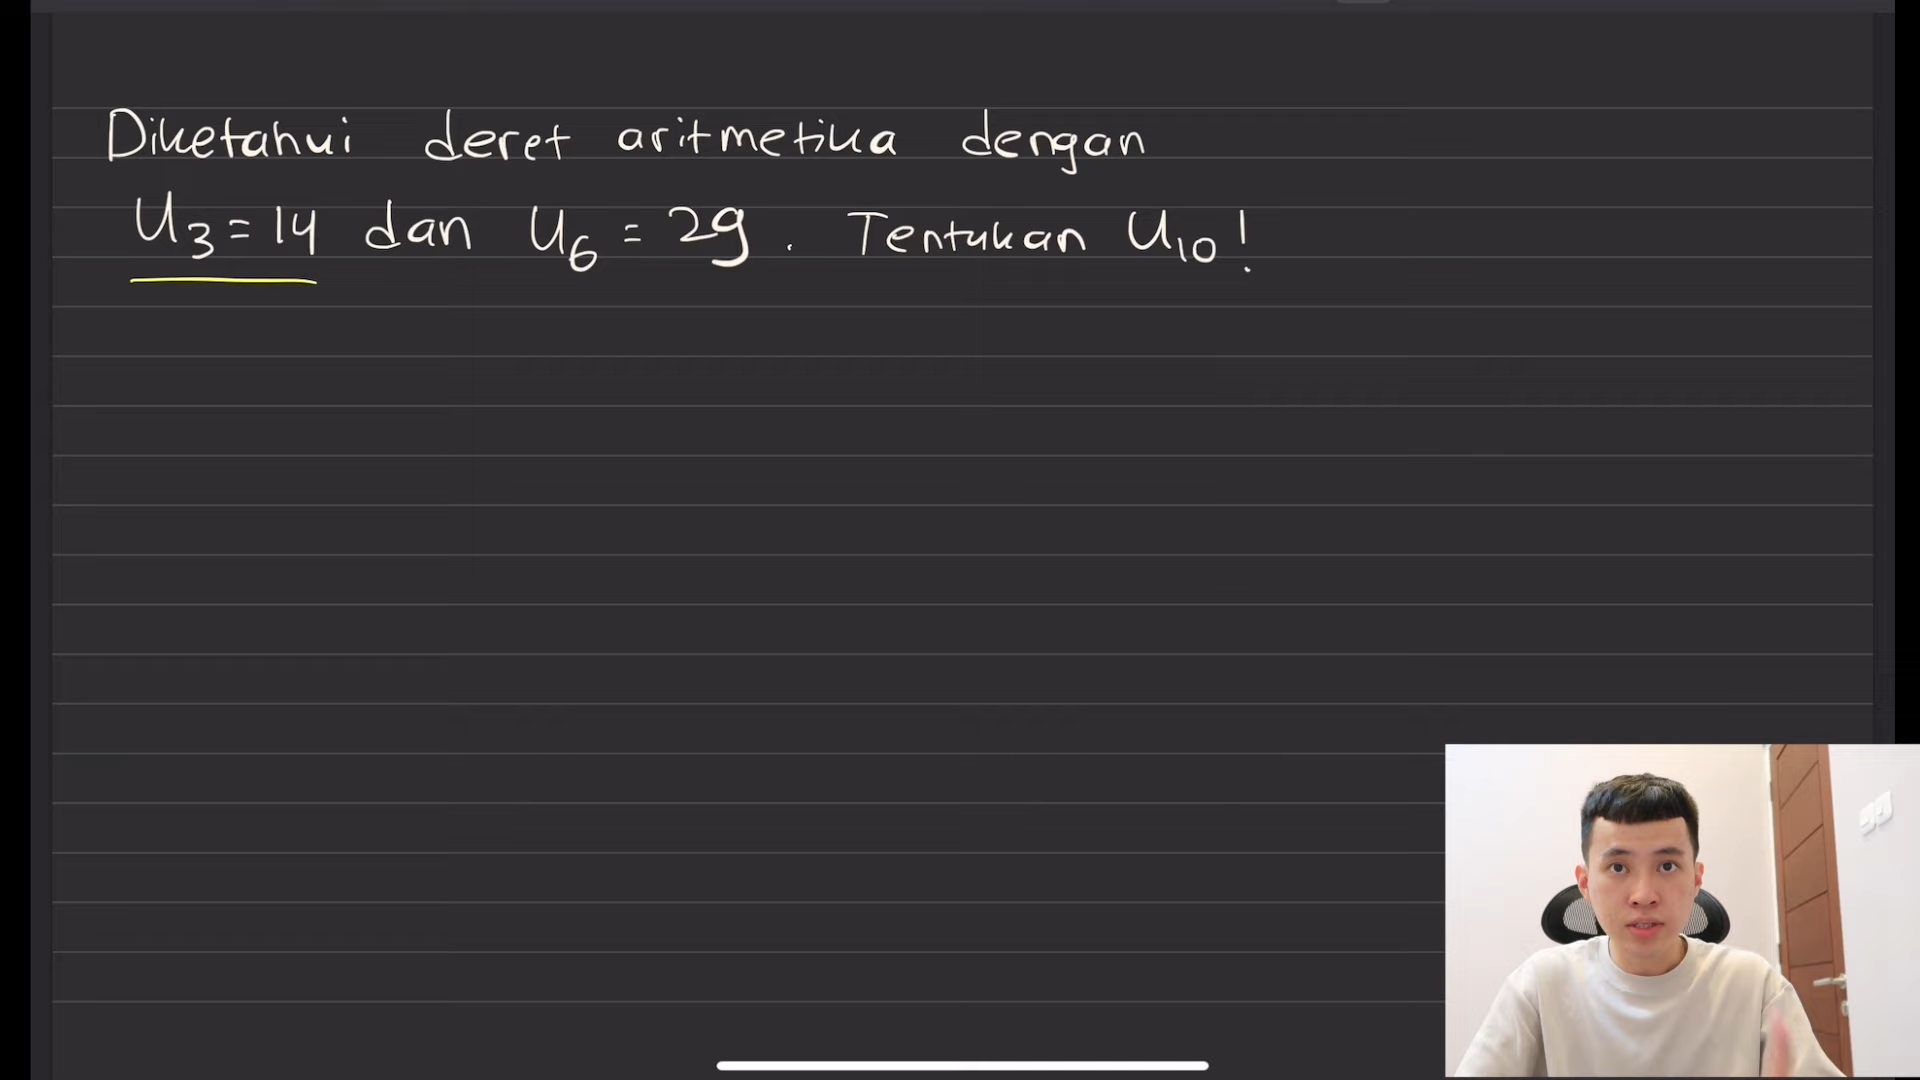 Diketahui deret aritmetika dengan
U₃ = 14 dan U₆ = 29. Tentukan U₁₀!